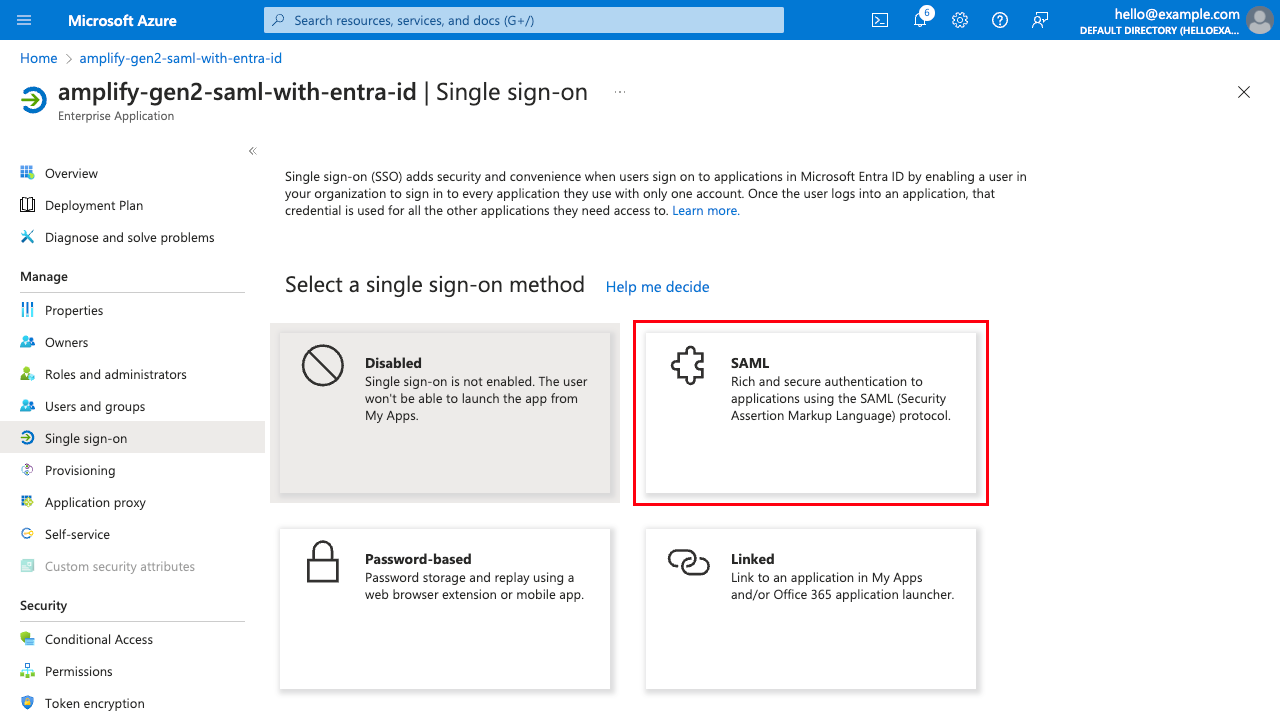 Microsoft Azure
Search resources, services, and docs (G+/)
6
hello@example.com
DEFAULT DIRECTORY (HELLOEXA...
Home
amplify-gen2-saml-with-entra-id
amplify-gen2-saml-with-entra-id | Single sign-on
...
Enterprise Application
Overview
Deployment Plan
Diagnose and solve problems
Manage
Properties
Owners
Roles and administrators
Users and groups
Single sign-on
Provisioning
Application proxy
Self-service
Custom security attributes
Security
Conditional Access
Permissions
Token encryption
Single sign-on (SSO) adds security and convenience when users sign on to applications in Microsoft Entra ID by enabling a user in
your organization to sign in to every application they use with only one account. Once the user logs into an application, that
credential is used for all the other applications they need access to. Learn more.
Select a single sign-on method
Help me decide
Disabled
Single sign-on is not enabled. The user
won't be able to launch the app from
My Apps.
SAML
Rich and secure authentication to
applications using the SAML (Security
Assertion Markup Language) protocol.
Password-based
Password storage and replay using a
web browser extension or mobile app.
Linked
Link to an application in My Apps
and/or Office 365 application launcher.